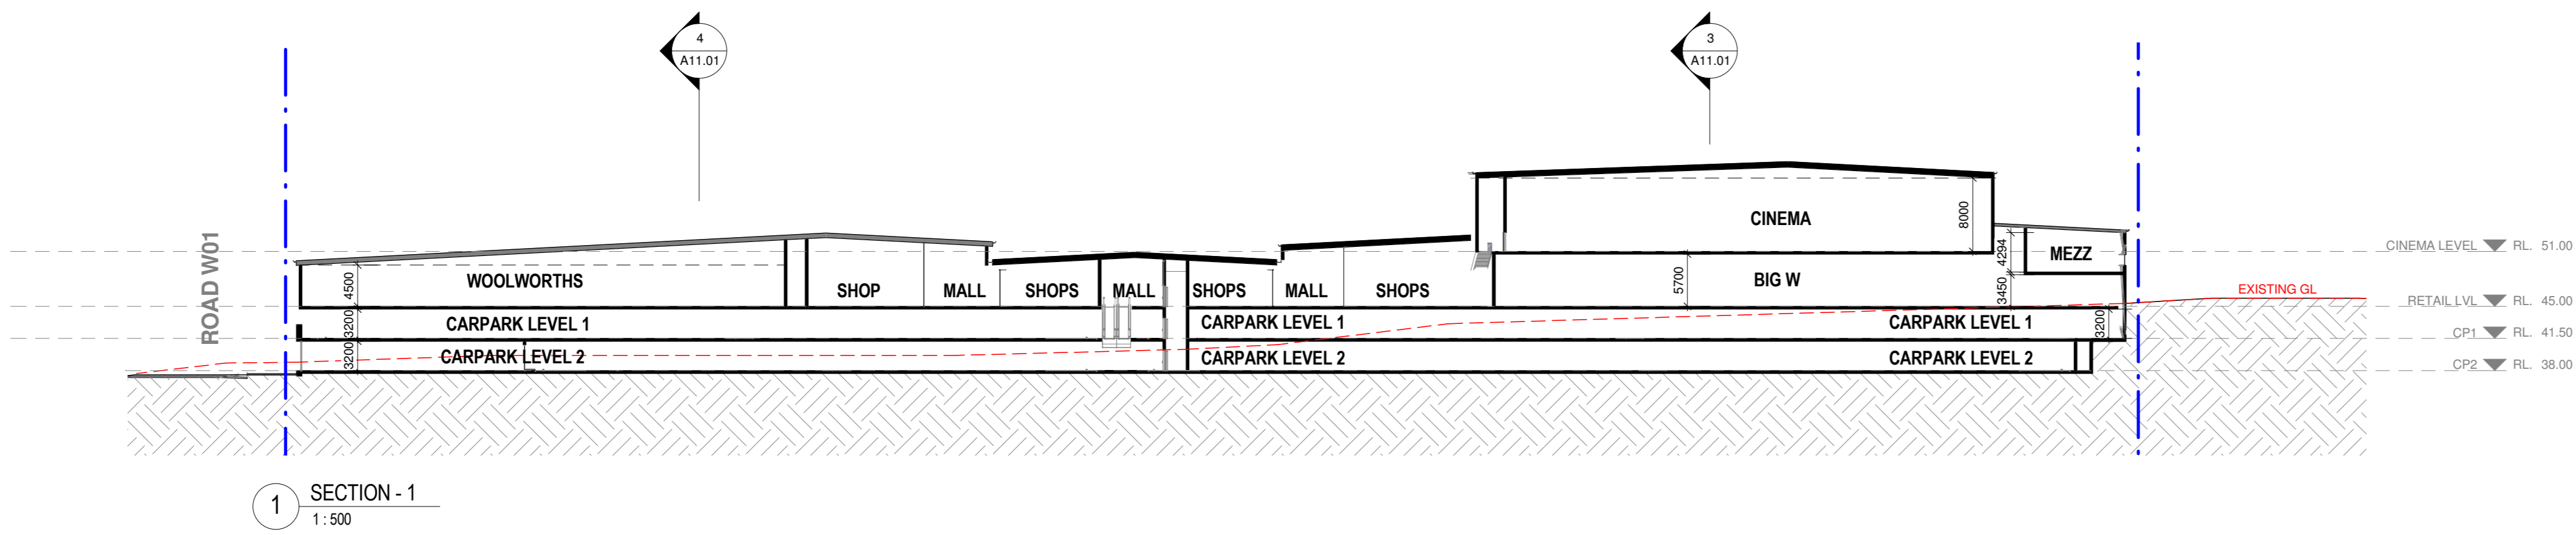 4
A11.01
3
A11.01
ROAD W01
CINEMA
8000
CINEMA LEVEL RL. 51.00
4294
MEZZ
WOOLWORTHS
4500
SHOP
MALL
SHOPS
MALL
SHOPS
MALL
SHOPS
5700
BIG W
3450
EXISTING GL
RETAIL LVL RL. 45.00
3200
CARPARK LEVEL 1
CARPARK LEVEL 1
CARPARK LEVEL 1
3200
CP1 RL. 41.50
3200
CARPARK LEVEL 2
CARPARK LEVEL 2
CARPARK LEVEL 2
CP2 RL. 38.00
1
SECTION - 1
1 : 500